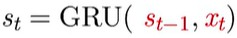 s_t = GRU( s_{t−1}, x_t)